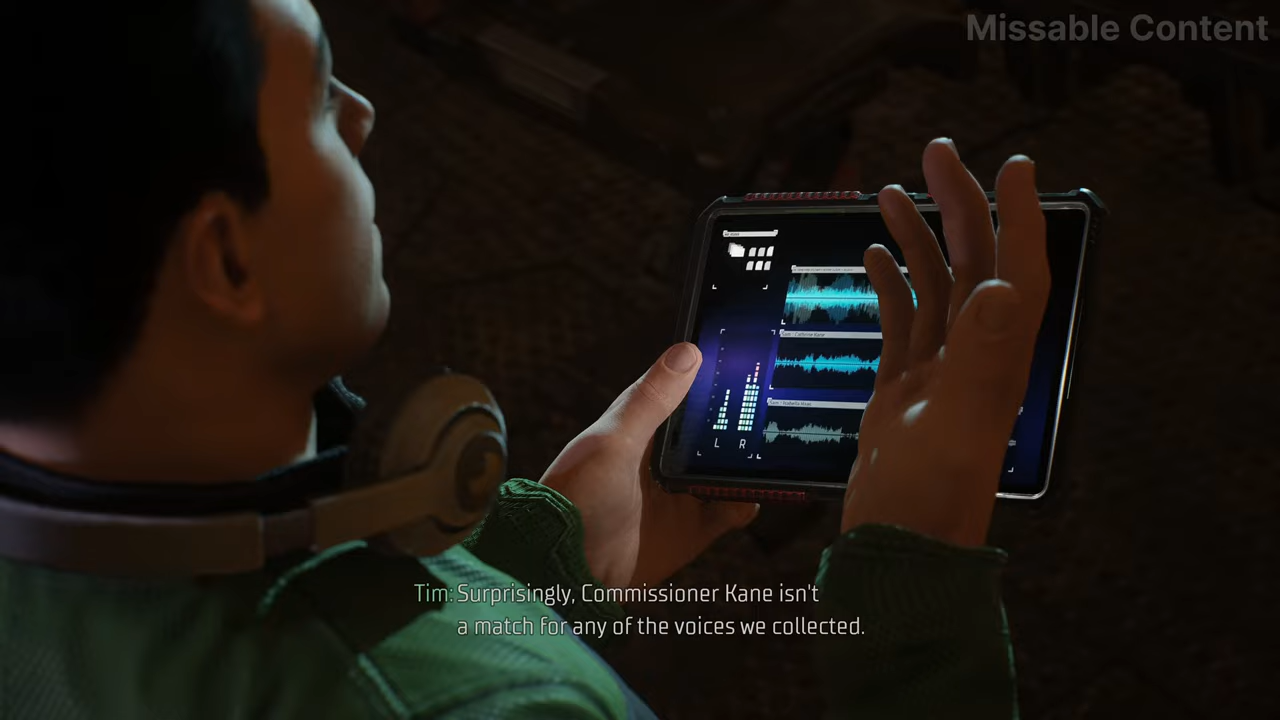 Missable Content
L R
Tim: Surprisingly, Commissioner Kane isn't
a match for any of the voices we collected.